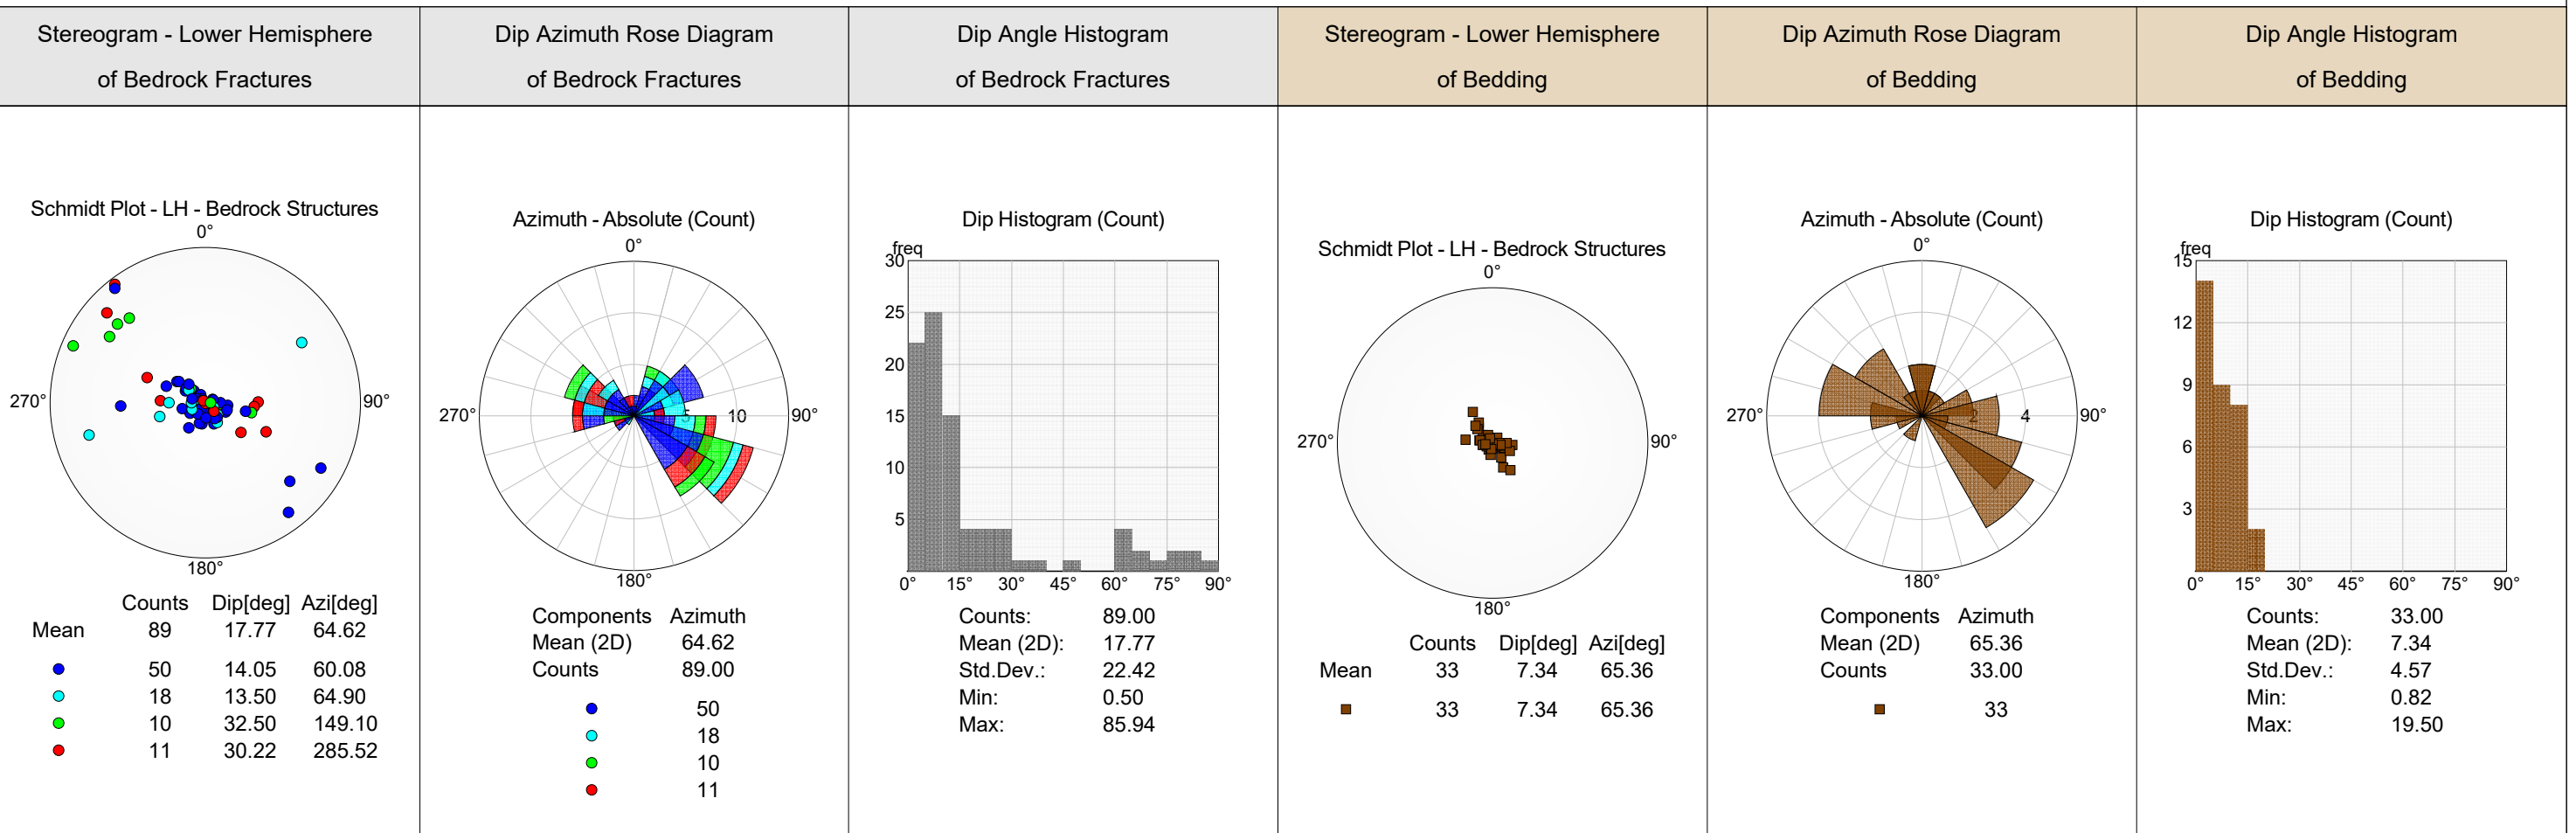 Stereogram - Lower Hemisphere
of Bedrock Fractures
Schmidt Plot - LH - Bedrock Structures
0°
270°
90°
180°
Counts Dip[deg] Azi[deg]
Mean 89 17.77 64.62
50 14.05 60.08
18 13.50 64.90
10 32.50 149.10
11 30.22 285.52
Dip Azimuth Rose Diagram
of Bedrock Fractures
Azimuth - Absolute (Count)
0°
270°
5 10 90°
180°
Components Azimuth
Mean (2D) 64.62
Counts 89.00
50
18
10
11
Dip Angle Histogram
of Bedrock Fractures
Dip Histogram (Count)
freq
30
25
20
15
10
5
0° 15° 30° 45° 60° 75° 90°
Counts: 89.00
Mean (2D): 17.77
Std.Dev.: 22.42
Min: 0.50
Max: 85.94
Stereogram - Lower Hemisphere
of Bedding
Schmidt Plot - LH - Bedrock Structures
0°
270°
90°
180°
Counts Dip[deg] Azi[deg]
Mean 33 7.34 65.36
33 7.34 65.36
Dip Azimuth Rose Diagram
of Bedding
Azimuth - Absolute (Count)
0°
270°
2 4 90°
180°
Components Azimuth
Mean (2D) 65.36
Counts 33.00
33
Dip Angle Histogram
of Bedding
Dip Histogram (Count)
freq
15
12
9
6
3
0° 15° 30° 45° 60° 75° 90°
Counts: 33.00
Mean (2D): 7.34
Std.Dev.: 4.57
Min: 0.82
Max: 19.50